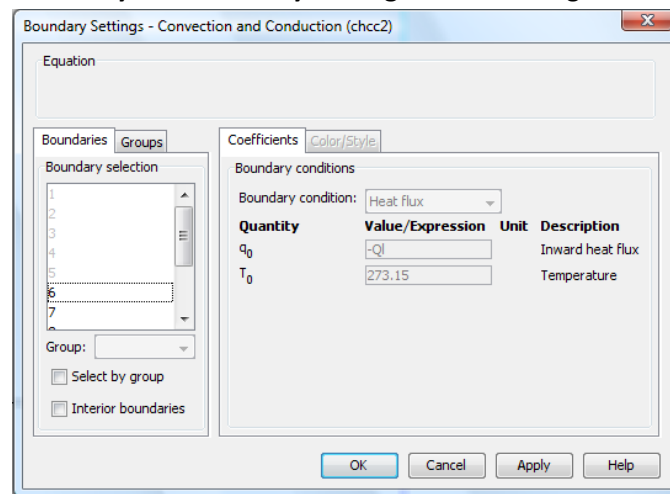 Boundary Settings - Convection and Conduction (chcc2)
Equation
Boundaries Groups
Coefficients Color/Style
Boundary selection
1
2
3
4
5
6
7
Group:
Select by group
Interior boundaries
Boundary conditions
Boundary condition: Heat flux
Quantity Value/Expression Unit Description
q0 -Ql Inward heat flux
T0 273.15 Temperature
OK Cancel Apply Help